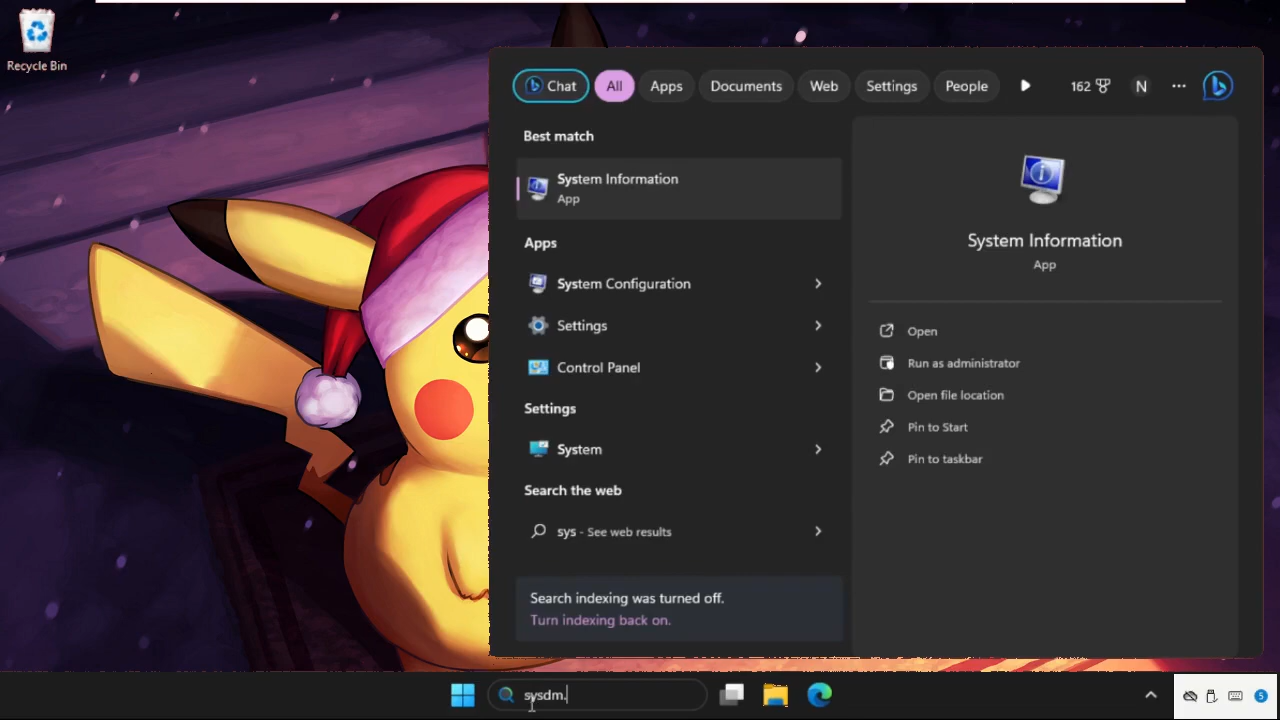 Recycle Bin
Chat All Apps Documents Web Settings People 162 N
Best match
System Information
App
Apps
System Configuration
Settings
Control Panel
Settings
System
Search the web
sys - See web results
Search indexing was turned off.
Turn indexing back on.
System Information
App
Open
Run as administrator
Open file location
Pin to Start
Pin to taskbar
sysdm.
5